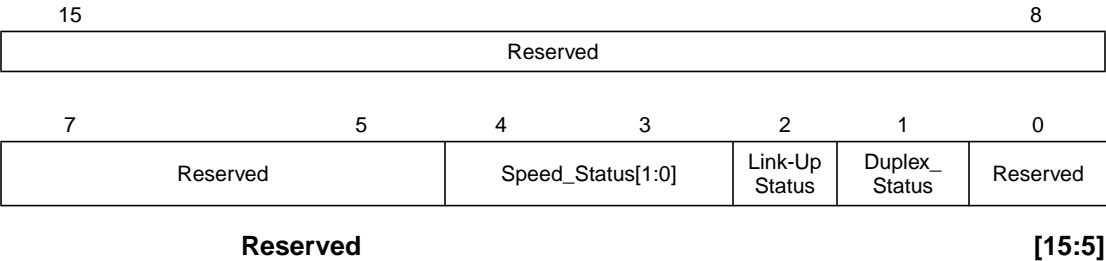 15 8
Reserved
7 5 4 3 2 1 0
Reserved Speed_Status[1:0] Link-Up Status Duplex_ Status Reserved
Reserved [15:5]